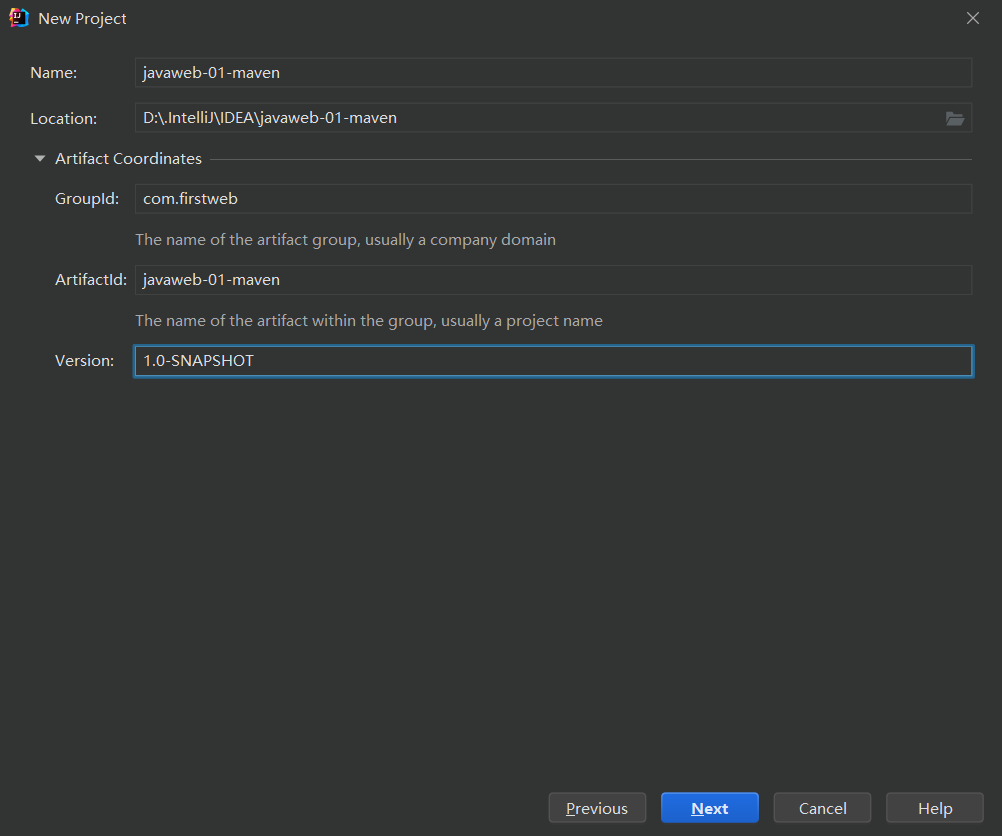 New Project
Name: javaweb-01-maven
Location: D:\.IntelliJ\IDEA\javaweb-01-maven
Artifact Coordinates
GroupId: com.firstweb
The name of the artifact group, usually a company domain
ArtifactId: javaweb-01-maven
The name of the artifact within the group, usually a project name
Version: 1.0-SNAPSHOT
Previous Next Cancel Help